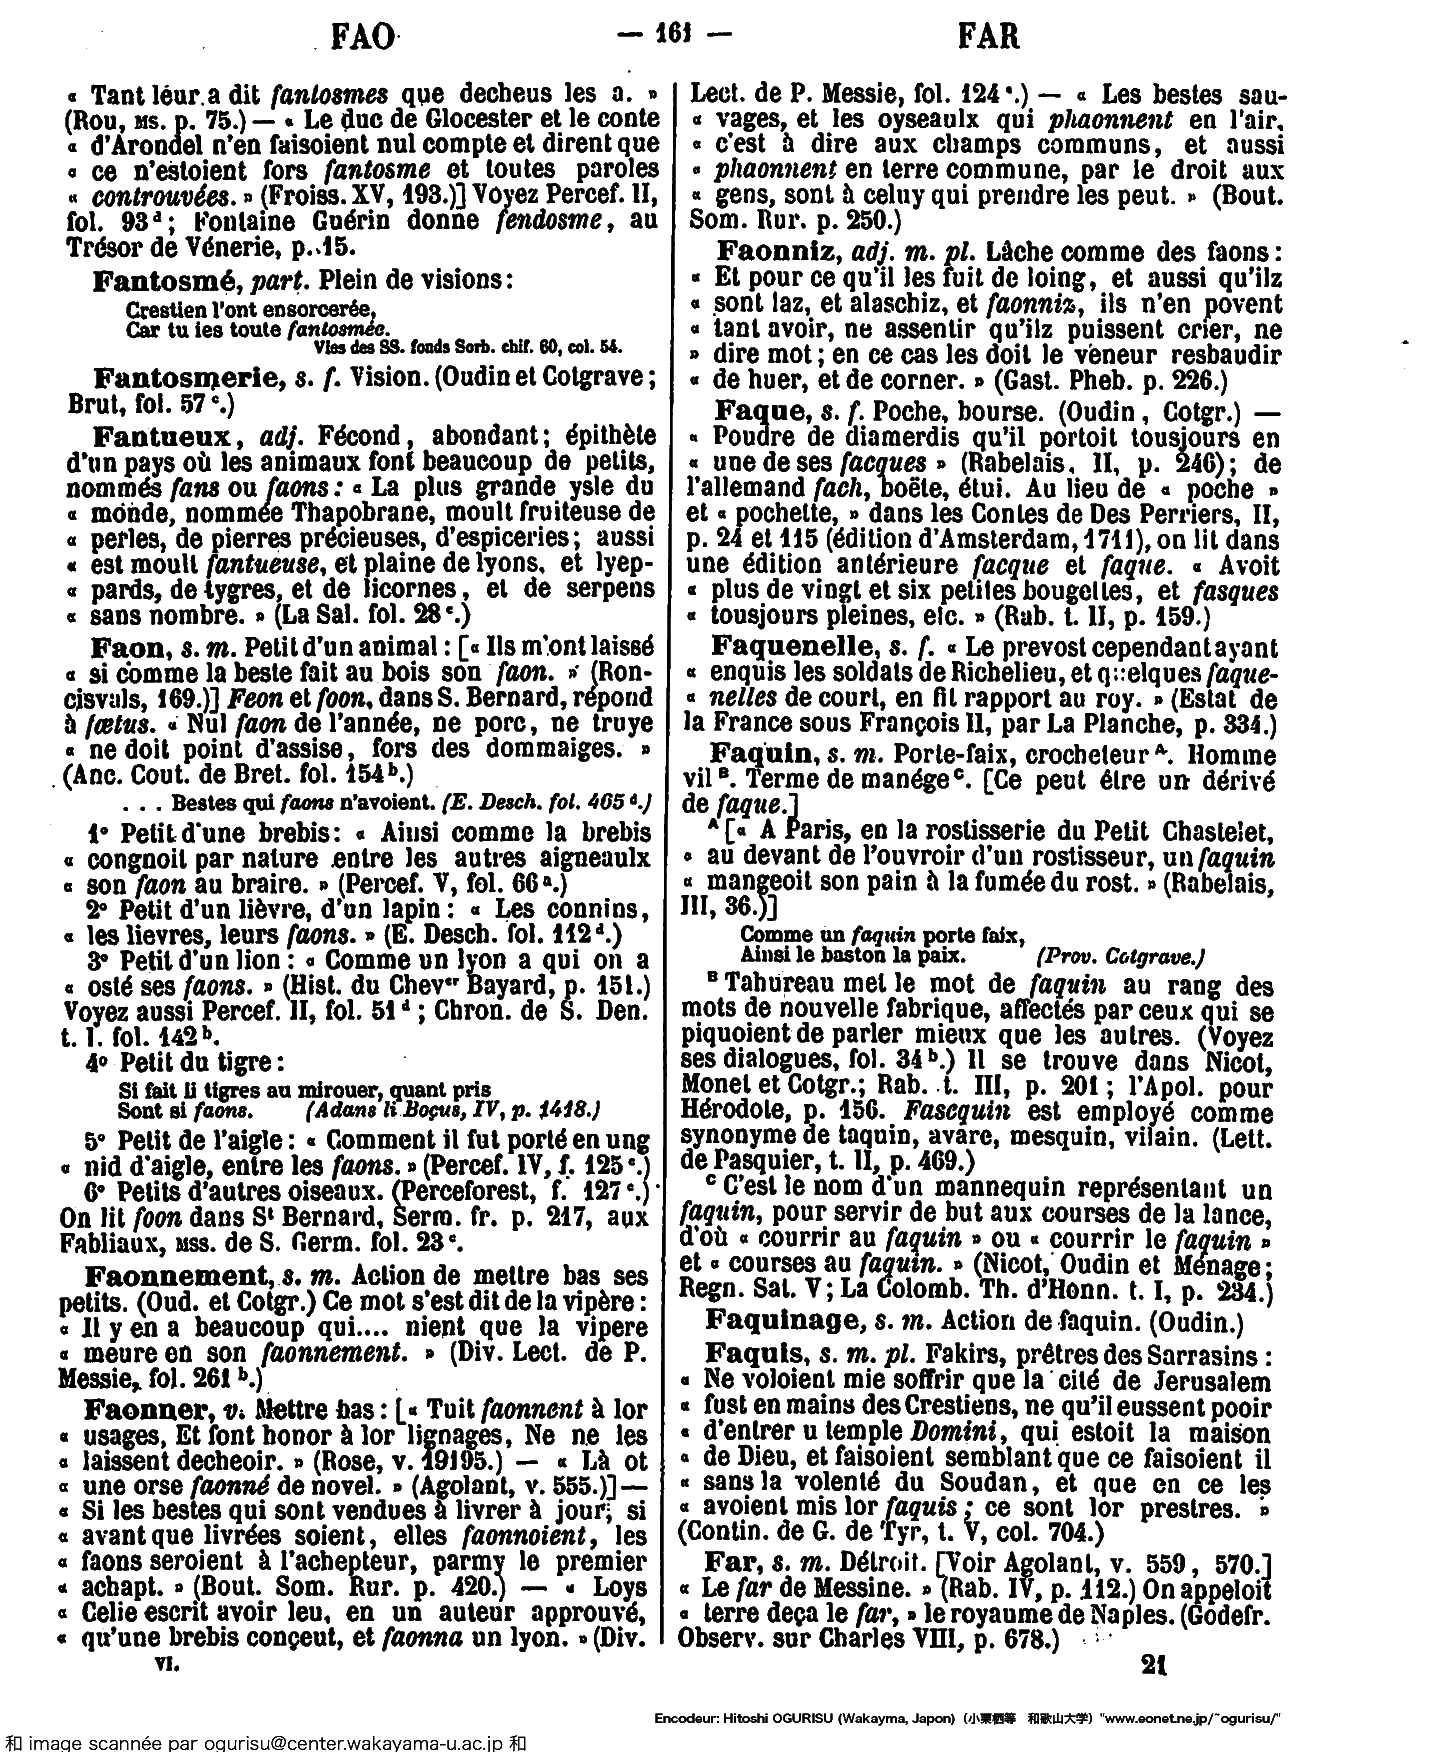 FAO — 161 — FAR
« Tant leur a dit fantosmes que decheus les a. »
(Rou, MS. p. 75.) — « Le duc de Glocester et le conte
« d'Arondel n'en faisoient nul compte et dirent que
« ce n'estoient fors fantosme et toutes paroles
« controuvées. » (Froiss. XV, 193.)] Voyez Percef. II,
fol. 93 d ; Fontaine Guérin donne fendosme, au
Trésor de Vénerie, p. 15.
Fantosmé, part. Plein de visions :
Crestien l'ont ensorcerée,
Car tu ies toute fantosmée.
Vies des SS. fonds Sorb. chif. 60, col. 54.
Fantosmerie, s. f. Vision. (Oudin et Cotgrave ;
Brut, fol. 57 c.)
Fantueux, adj. Fécond, abondant ; épithète
d'un pays où les animaux font beaucoup de petits,
nommés fans ou faons : « La plus grande ysle du
« monde, nommée Thapobrane, moult fruiteuse de
« perles, de pierres précieuses, d'espiceries ; aussi
« est moult fantueuse, et plaine de lyons, et lyep-
« pards, de tygres, et de licornes, et de serpens
« sans nombre. » (La Sal. fol. 28 c.)
Faon, s. m. Petit d'un animal : [« Ils m'ont laissé
« si comme la beste fait au bois son faon. » (Ron-
cisvals, 169.)] Feon et foon, dans S. Bernard, répond
à fœtus. « Nul faon de l'année, ne porc, ne truye
« ne doit point d'assise, fors des dommaiges. »
(Anc. Cout. de Bret. fol. 154 b.)
. . . Bestes qui faons n'avoient. (E. Desch. fol. 465 d.)
1° Petit d'une brebis : « Ainsi comme la brebis
« congnoit par nature entre les autres aigneaulx
« son faon au braire. » (Percef. V, fol. 66 a.)
2° Petit d'un lièvre, d'un lapin : « Les connins,
« les lievres, leurs faons. » (E. Desch. fol. 112 d.)
3° Petit d'un lion : « Comme un lyon a qui on a
« osté ses faons. » (Hist. du Chever Bayard, p. 151.)
Voyez aussi Percef. II, fol. 51 d ; Chron. de S. Den.
t. I. fol. 142 b.
4° Petit du tigre :
Si fait li tigres au mirouer, quant pris
Sont si faons. (Adans li Boçus, IV, p. 1418.)
5° Petit de l'aigle : « Comment il fut porté en ung
« nid d'aigle, entre les faons. » (Percef. IV, f. 125 c.)
6° Petits d'autres oiseaux. (Perceforest, f. 127 c.)
On lit foon dans St Bernard, Serm. fr. p. 217, aux
Fabliaux, MSS. de S. Germ. fol. 23 c.
Faonnement, s. m. Action de mettre bas ses
petits. (Oud. et Cotgr.) Ce mot s'est dit de la vipère :
« Il y en a beaucoup qui.... nient que la vipere
« meure en son faonnement. » (Div. Lect. de P.
Messie, fol. 261 b.)
Faonner, v. Mettre bas : [« Tuit faonnent à lor
« usages, Et font honor à lor lignages, Ne ne les
« laissent decheoir. » (Rose, v. 19195.) — « Là ot
« une orse faonné de novel. » (Agolant, v. 555.)] —
« Si les bestes qui sont vendues à livrer à jour, si
« avant que livrées soient, elles faonnoient, les
« faons seroient à l'achepteur, parmy le premier
« achapt. » (Bout. Som. Rur. p. 420.) — « Loys
« Celie escrit avoir leu, en un auteur approuvé,
« qu'une brebis conçeut, et faonna un lyon. » (Div.
VI.
Lect. de P. Messie, fol. 124 a.) — « Les bestes sau-
« vages, et les oyseaulx qui phaonnent en l'air,
« c'est à dire aux champs communs, et aussi
« phaonnent en terre commune, par le droit aux
« gens, sont à celuy qui prendre les peut. » (Bout.
Som. Rur. p. 250.)
Faonniz, adj. m. pl. Lâche comme des faons :
« Et pour ce qu'il les fuit de loing, et aussi qu'ilz
« sont laz, et alaschiz, et faonniz, ils n'en povent
« tant avoir, ne assentir qu'ilz puissent crier, ne
» dire mot ; en ce cas les doit le veneur resbaudir
« de huer, et de corner. » (Gast. Pheb. p. 226.)
Faque, s. f. Poche, bourse. (Oudin, Cotgr.) —
« Poudre de diamerdis qu'il portoit tousjours en
« une de ses facques » (Rabelais, II, p. 246) ; de
l'allemand fach, boëte, étui. Au lieu de « poche »
et « pochette, » dans les Contes de Des Perriers, II,
p. 24 et 115 (édition d'Amsterdam, 1711), on lit dans
une édition antérieure facque et faque. « Avoit
« plus de vingt et six petites bougettes, et fasques
« tousjours pleines, etc. » (Rab. t. II, p. 159.)
Faquenelle, s. f. « Le prevost cependant ayant
« enquis les soldats de Richelieu, et quelques faque-
« nelles de court, en fit rapport au roy. » (Estat de
la France sous François II, par La Planche, p. 334.)
Faquin, s. m. Porte-faix, crocheteur A. Homme
vil B. Terme de manége C. [Ce peut être un dérivé
de faque.]
A [« A Paris, en la rostisserie du Petit Chastelet,
« au devant de l'ouvroir d'un rostisseur, un faquin
« mangeoit son pain à la fumée du rost. » (Rabelais,
III, 36.)]
Comme un faquin porte faix,
Ainsi le baston la paix. (Prov. Cotgrave.)
B Tahureau met le mot de faquin au rang des
mots de nouvelle fabrique, affectés par ceux qui se
piquoient de parler mieux que les autres. (Voyez
ses dialogues, fol. 34 b.) Il se trouve dans Nicot,
Monet et Cotgr. ; Rab. t. III, p. 201 ; l'Apol. pour
Hérodote, p. 156. Fascquin est employé comme
synonyme de taquin, avare, mesquin, vilain. (Lett.
de Pasquier, t. II, p. 469.)
C C'est le nom d'un mannequin représentant un
faquin, pour servir de but aux courses de la lance,
d'où « courrir au faquin » ou « courrir le faquin »
et « courses au faquin. » (Nicot, Oudin et Ménage ;
Regn. Sat. V ; La Colomb. Th. d'Honn. t. I, p. 234.)
Faquinage, s. m. Action de faquin. (Oudin.)
Faquis, s. m. pl. Fakirs, prêtres des Sarrasins :
« Ne voloient mie soffrir que la cité de Jerusalem
« fust en mains des Crestiens, ne qu'il eussent pooir
« d'entrer u temple Domini, qui estoit la maison
« de Dieu, et faisoient semblant que ce faisoient il
« sans la volenté du Soudan, et que en ce les
« avoient mis lor faquis ; ce sont lor prestres. »
(Contin. de G. de Tyr, t. V, col. 704.)
Far, s. m. Détroit. [Voir Agolant, v. 559, 570.]
« Le far de Messine. » (Rab. IV, p. 112.) On appeloit
« terre deça le far, » le royaume de Naples. (Godefr.
Observ. sur Charles VIII, p. 678.)
21
Encodeur: Hitoshi OGURISU (Wakayma, Japon) (小栗栖等 和歌山大学) "www.eonet.ne.jp/~ogurisu/"
和 image scannée par ogurisu@center.wakayama-u.ac.jp 和